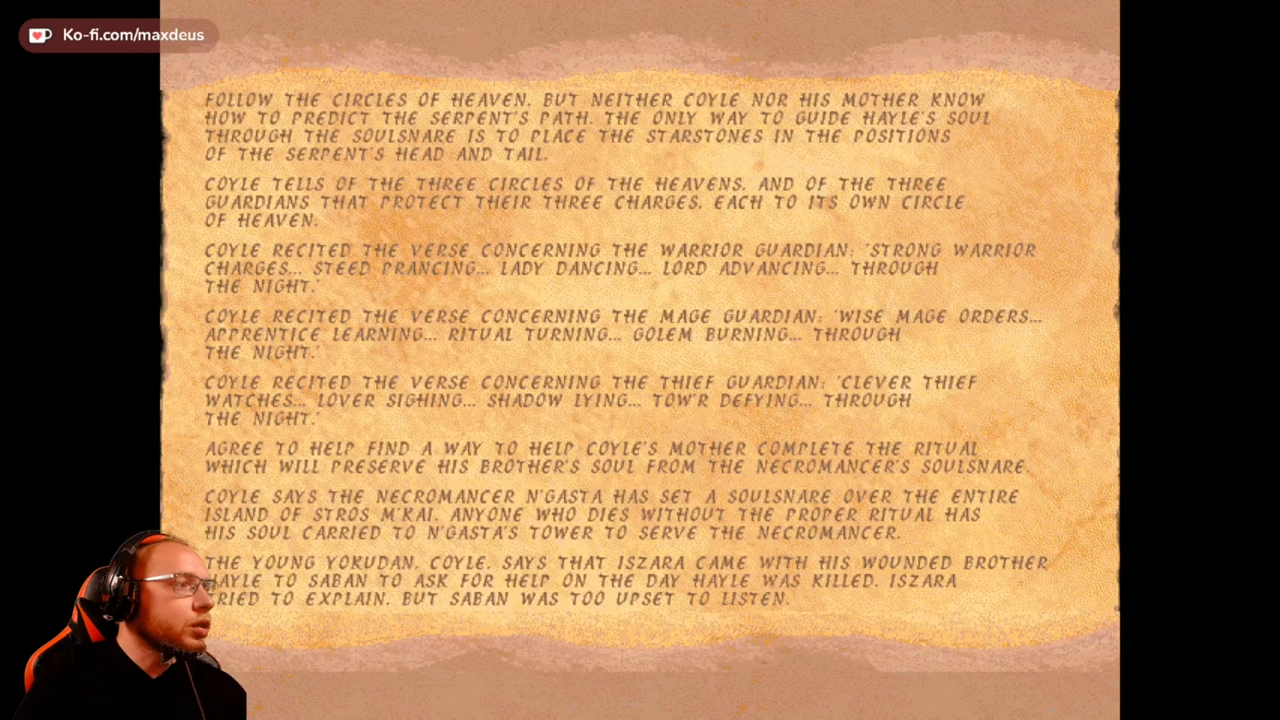 Ko-fi.com/maxdeus
FOLLOW THE CIRCLES OF HEAVEN. BUT NEITHER COYLE NOR HIS MOTHER KNOW
HOW TO PREDICT THE SERPENT'S PATH. THE ONLY WAY TO GUIDE HAYLE'S SOUL
THROUGH THE SOULSNARE IS TO PLACE THE STARSTONES IN THE POSITIONS
OF THE SERPENT'S HEAD AND TAIL.
COYLE TELLS OF THE THREE CIRCLES OF THE HEAVENS. AND OF THE THREE
GUARDIANS THAT PROTECT THEIR THREE CHARGES. EACH TO ITS OWN CIRCLE
OF HEAVEN.
COYLE RECITED THE VERSE CONCERNING THE WARRIOR GUARDIAN: 'STRONG WARRIOR
CHARGES... STEED PRANCING... LADY DANCING... LORD ADVANCING... THROUGH
THE NIGHT.'
COYLE RECITED THE VERSE CONCERNING THE MAGE GUARDIAN: 'WISE MAGE ORDERS...
APPRENTICE LEARNING... RITUAL TURNING... GOLEM BURNING... THROUGH
THE NIGHT.'
COYLE RECITED THE VERSE CONCERNING THE THIEF GUARDIAN: 'CLEVER THIEF
WATCHES... LOVER SIGHING... SHADOW LYING... TOW'R DEFYING... THROUGH
THE NIGHT.'
AGREE TO HELP FIND A WAY TO HELP COYLE'S MOTHER COMPLETE THE RITUAL
WHICH WILL PRESERVE HIS BROTHER'S SOUL FROM THE NECROMANCER'S SOULSNARE.
COYLE SAYS THE NECROMANCER N'GASTA HAS SET A SOULSNARE OVER THE ENTIRE
ISLAND OF STROS M'KAI. ANYONE WHO DIES WITHOUT THE PROPER RITUAL HAS
HIS SOUL CARRIED TO N'GASTA'S TOWER TO SERVE THE NECROMANCER.
THE YOUNG YOKUDAN, COYLE, SAYS THAT ISZARA CAME WITH HIS WOUNDED BROTHER
HAYLE TO SABAN TO ASK FOR HELP ON THE DAY HAYLE WAS KILLED. ISZARA
TRIED TO EXPLAIN, BUT SABAN WAS TOO UPSET TO LISTEN.